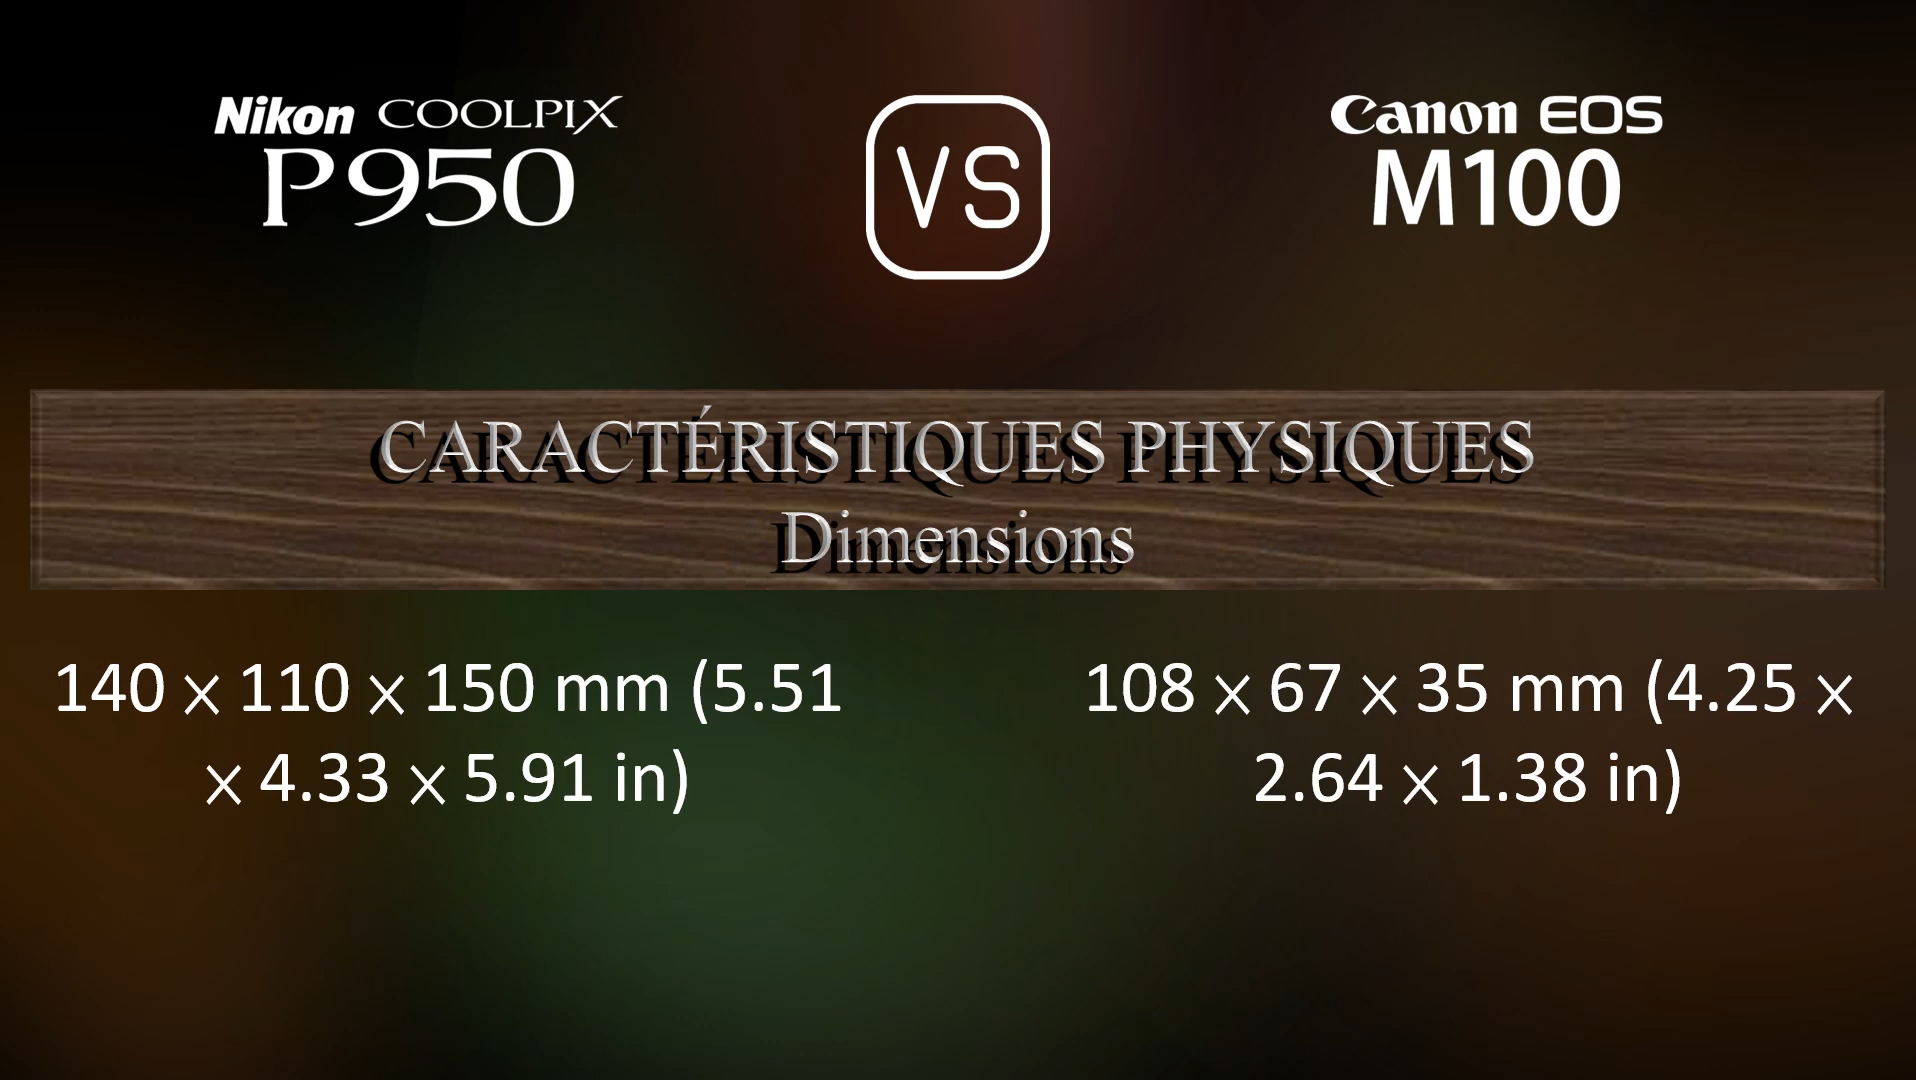 Nikon COOLPIX
P950
VS
Canon EOS
M100
CARACTÉRISTIQUES PHYSIQUES
Dimensions
140 x 110 x 150 mm (5.51
x 4.33 x 5.91 in)
108 x 67 x 35 mm (4.25 x
2.64 x 1.38 in)